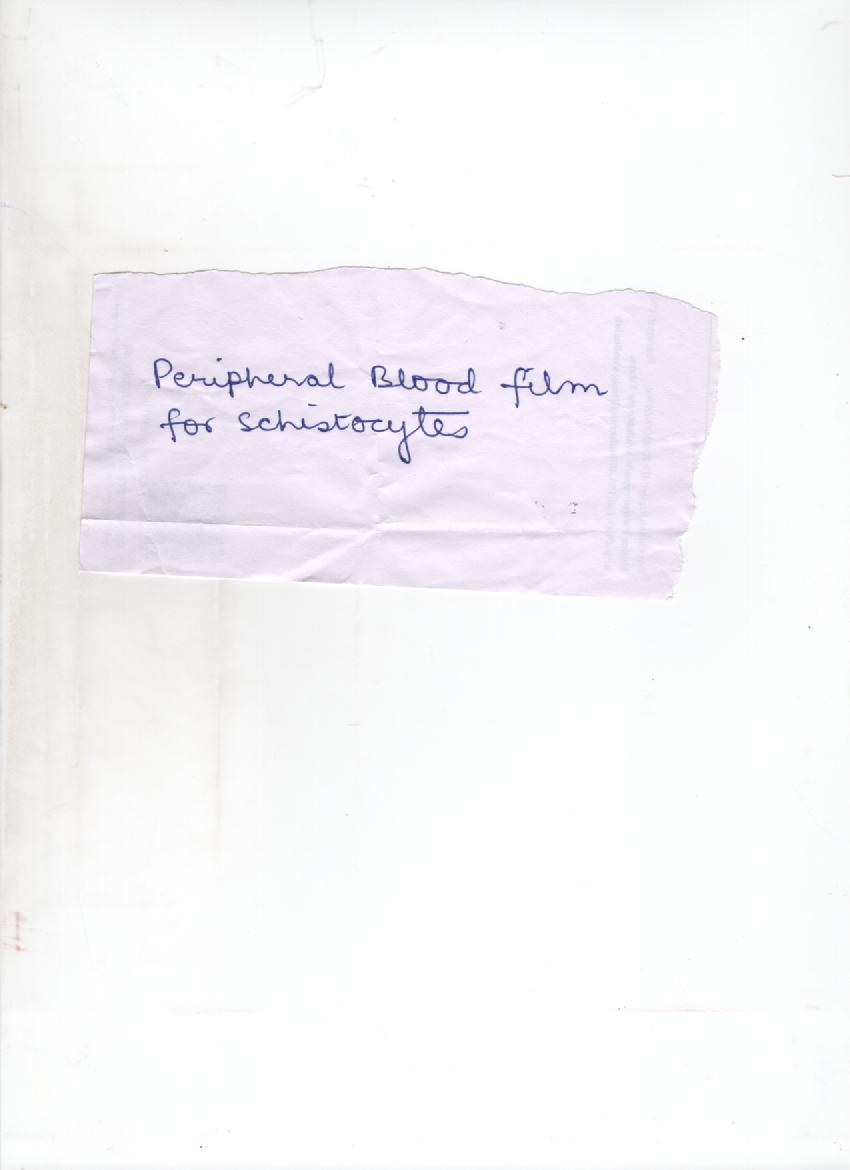 Peripheral Blood film
for schistocytes